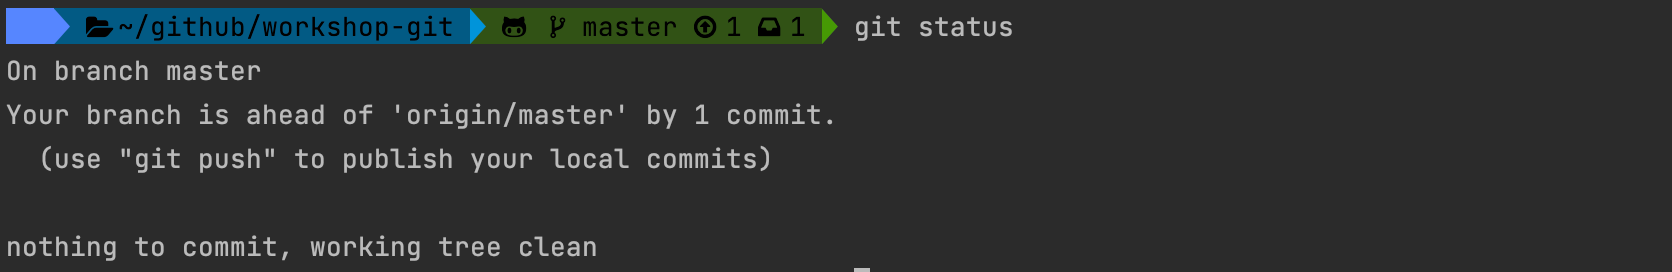 ~/github/workshop-git master 1 1 git status
On branch master
Your branch is ahead of 'origin/master' by 1 commit.
  (use "git push" to publish your local commits)

nothing to commit, working tree clean